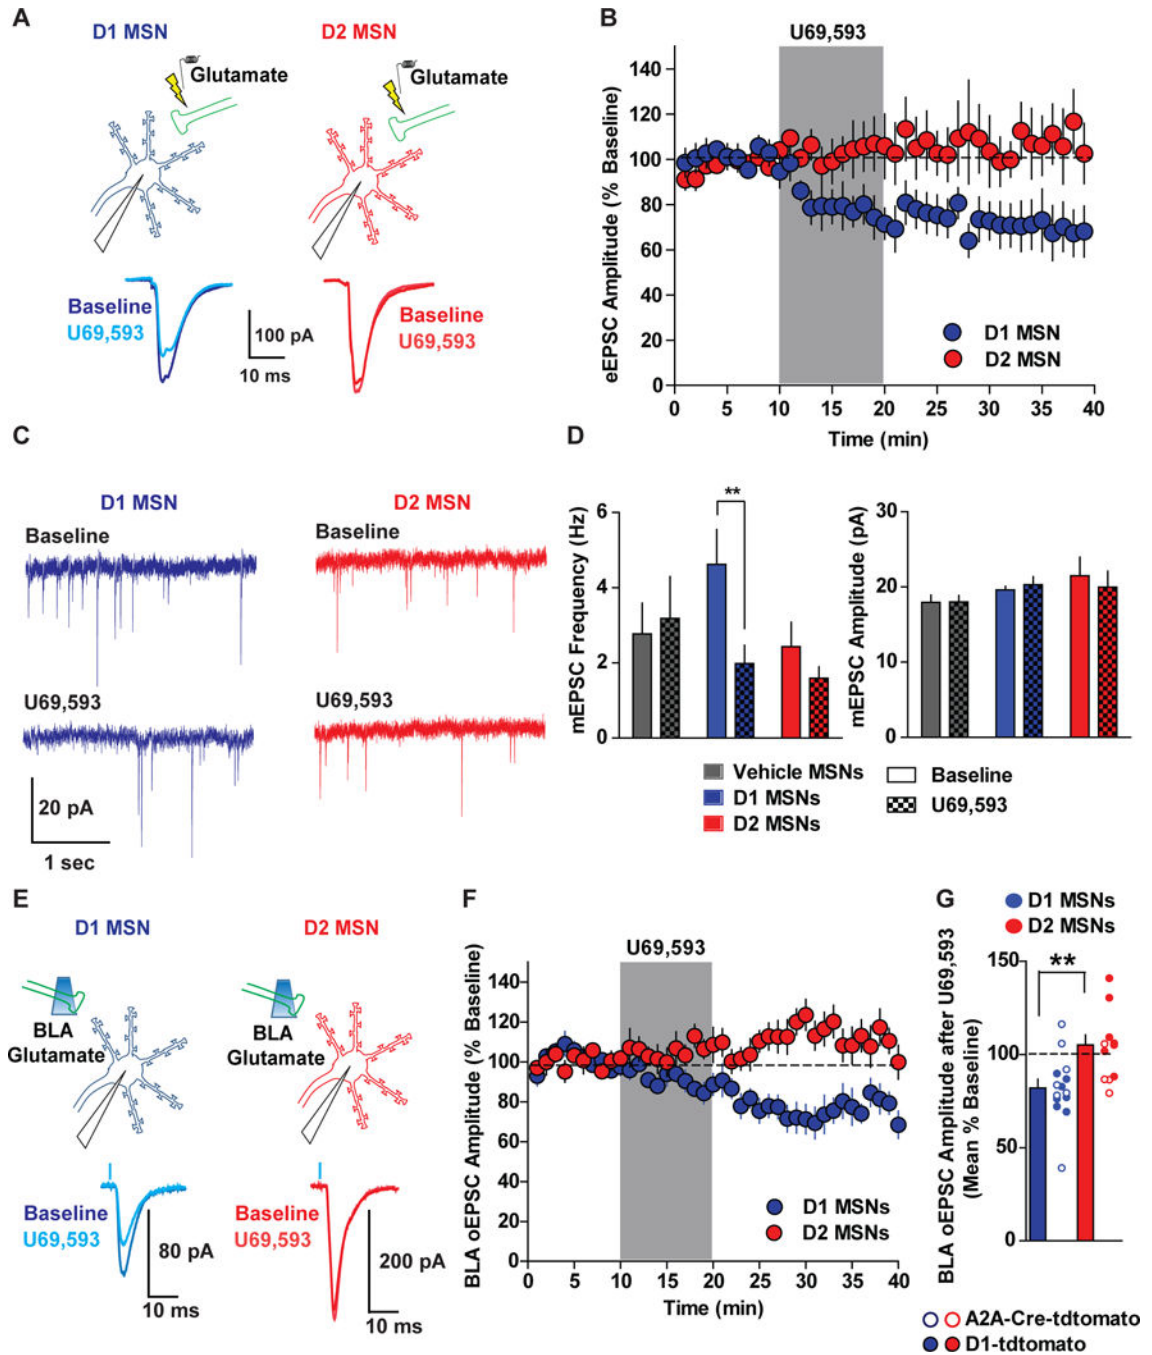 A
D1 MSN
D2 MSN
Glutamate
Glutamate
Baseline
U69,593
100 pA
10 ms
Baseline
U69,593
B
U69,593
eEPSC Amplitude (% Baseline)
140
120
100
80
60
40
20
0
0 5 10 15 20 25 30 35 40
Time (min)
D1 MSN
D2 MSN
C
D1 MSN
D2 MSN
Baseline
Baseline
U69,593
U69,593
20 pA
1 sec
D
mEPSC Frequency (Hz)
6
4
2
0
**
mEPSC Amplitude (pA)
30
20
10
0
Vehicle MSNs
D1 MSNs
D2 MSNs
Baseline
U69,593
E
D1 MSN
D2 MSN
BLA
Glutamate
BLA
Glutamate
Baseline
U69,593
80 pA
10 ms
Baseline
U69,593
200 pA
10 ms
F
U69,593
BLA oEPSC Amplitude (% Baseline)
140
120
100
80
60
40
20
0
0 5 10 15 20 25 30 35 40
Time (min)
D1 MSNs
D2 MSNs
G
D1 MSNs
D2 MSNs
BLA oEPSC Amplitude after U69,593
(Mean % Baseline)
150
100
50
0
**
A2A-Cre-tdtomato
D1-tdtomato